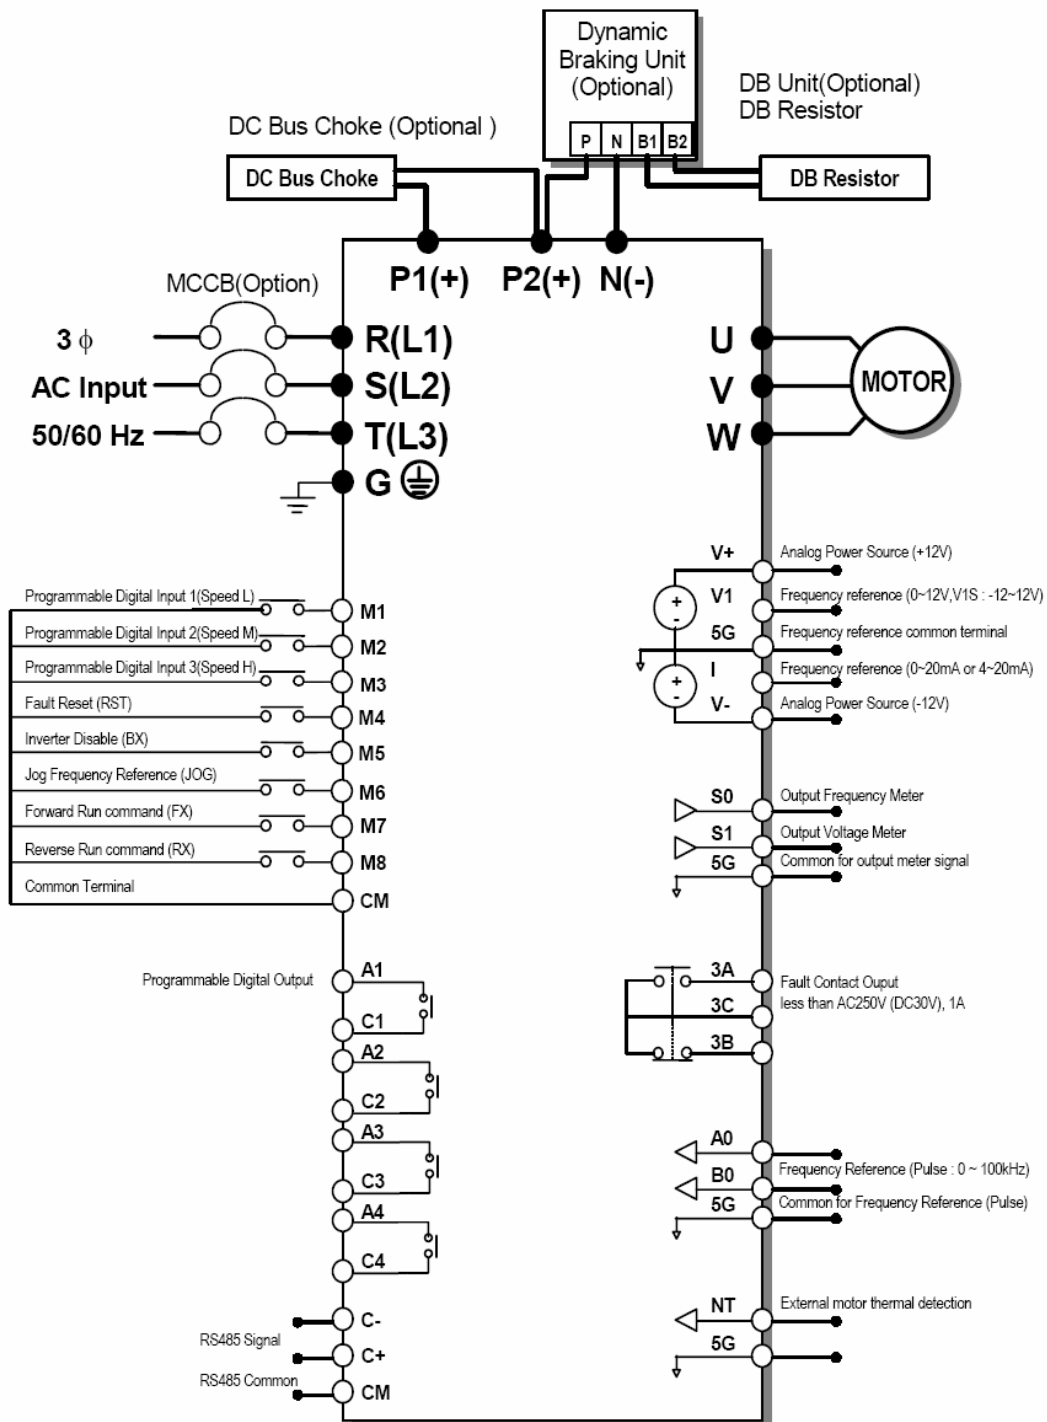 Dynamic
Braking Unit
(Optional)
P N B1 B2
DB Unit(Optional)
DB Resistor
DC Bus Choke (Optional )
DC Bus Choke
DB Resistor
P1(+) P2(+) N(-)
MCCB(Option)
3 ϕ
AC Input
50/60 Hz
R(L1)
S(L2)
T(L3)
G
U
V
W
MOTOR
Programmable Digital Input 1(Speed L)
M1
Programmable Digital Input 2(Speed M)
M2
Programmable Digital Input 3(Speed H)
M3
Fault Reset (RST)
M4
Inverter Disable (BX)
M5
Jog Frequency Reference (JOG)
M6
Forward Run command (FX)
M7
Reverse Run command (RX)
M8
Common Terminal
CM
Programmable Digital Output
A1
C1
A2
C2
A3
C3
A4
C4
C-
RS485 Signal
C+
RS485 Common
CM
V+ Analog Power Source (+12V)
+
-
V1 Frequency reference (0~12V,V1S : -12~12V)
5G Frequency reference common terminal
+
-
I Frequency reference (0~20mA or 4~20mA)
V- Analog Power Source (-12V)
S0 Output Frequency Meter
S1 Output Voltage Meter
5G Common for output meter signal
3A Fault Contact Ouput
less than AC250V (DC30V), 1A
3C
3B
A0
Frequency Reference (Pulse : 0 ~ 100kHz)
B0
5G Common for Frequency Reference (Pulse)
NT External motor thermal detection
5G